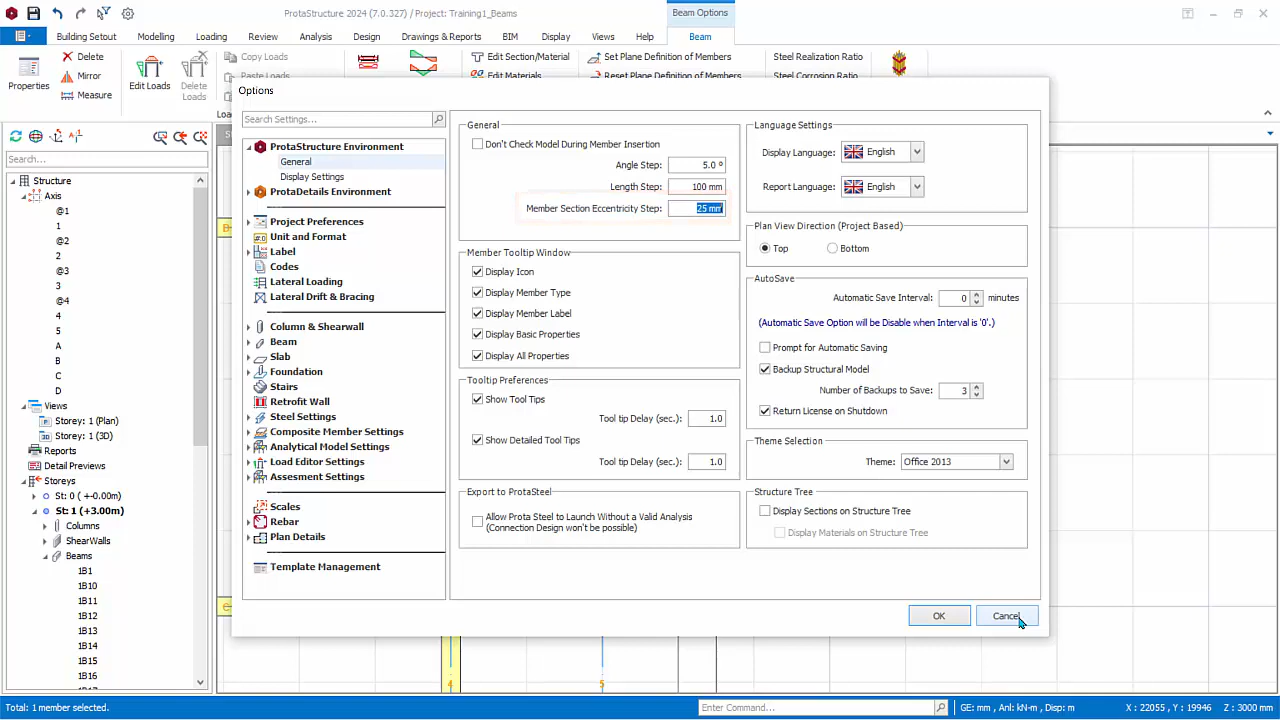 ProtaStructure 2024 (7.0.327) / Project: Training1_Beams
Beam Options
Building Setout Modelling Loading Review Analysis Design Drawings & Reports BIM Display Views Help Beam
Properties
Delete
Mirror
Measure
Edit Loads
Delete Loads
Copy Loads
Edit Section/Material
Edit Materials
Set Plane Definition of Members
Reset Plane Definition of Members
Steel Realization Ratio
Steel Corrosion Ratio
Search...
Structure
Axis
@1
1
@2
2
@3
3
@4
4
5
A
B
C
D
Views
Storey: 1 (Plan)
Storey: 1 (3D)
Reports
Detail Previews
Storeys
St: 0 ( +-0.00m)
St: 1 (+3.00m)
Columns
ShearWalls
Beams
1B1
1B10
1B11
1B12
1B13
1B14
1B15
1B16
Options
Search Settings...
ProtaStructure Environment
General
Display Settings
ProtaDetails Environment
Project Preferences
Unit and Format
Label
Codes
Lateral Loading
Lateral Drift & Bracing
Column & Shearwall
Beam
Slab
Foundation
Stairs
Retrofit Wall
Steel Settings
Composite Member Settings
Analytical Model Settings
Load Editor Settings
Assesment Settings
Scales
Rebar
Plan Details
Template Management
General
Don't Check Model During Member Insertion
Angle Step: 5.0 º
Length Step: 100 mm
Member Section Eccentricity Step: 25 mm
Member Tooltip Window
Display Icon
Display Member Type
Display Member Label
Display Basic Properties
Display All Properties
Tooltip Preferences
Show Tool Tips
Tool tip Delay (sec.): 1.0
Show Detailed Tool Tips
Tool tip Delay (sec.): 1.0
Export to ProtaSteel
Allow Prota Steel to Launch Without a Valid Analysis
(Connection Design won't be possible)
Language Settings
Display Language: English
Report Language: English
Plan View Direction (Project Based)
Top Bottom
AutoSave
Automatic Save Interval: 0 minutes
(Automatic Save Option will be Disable when Interval is '0'.)
Prompt for Automatic Saving
Backup Structural Model
Number of Backups to Save: 3
Return License on Shutdown
Theme Selection
Theme: Office 2013
Structure Tree
Display Sections on Structure Tree
Display Materials on Structure Tree
OK Cancel
4 5
Total: 1 member selected.
Enter Command...
GE: mm , Anl: kN-m , Disp: m
X : 22055 , Y : 19946
Z : 3000 mm